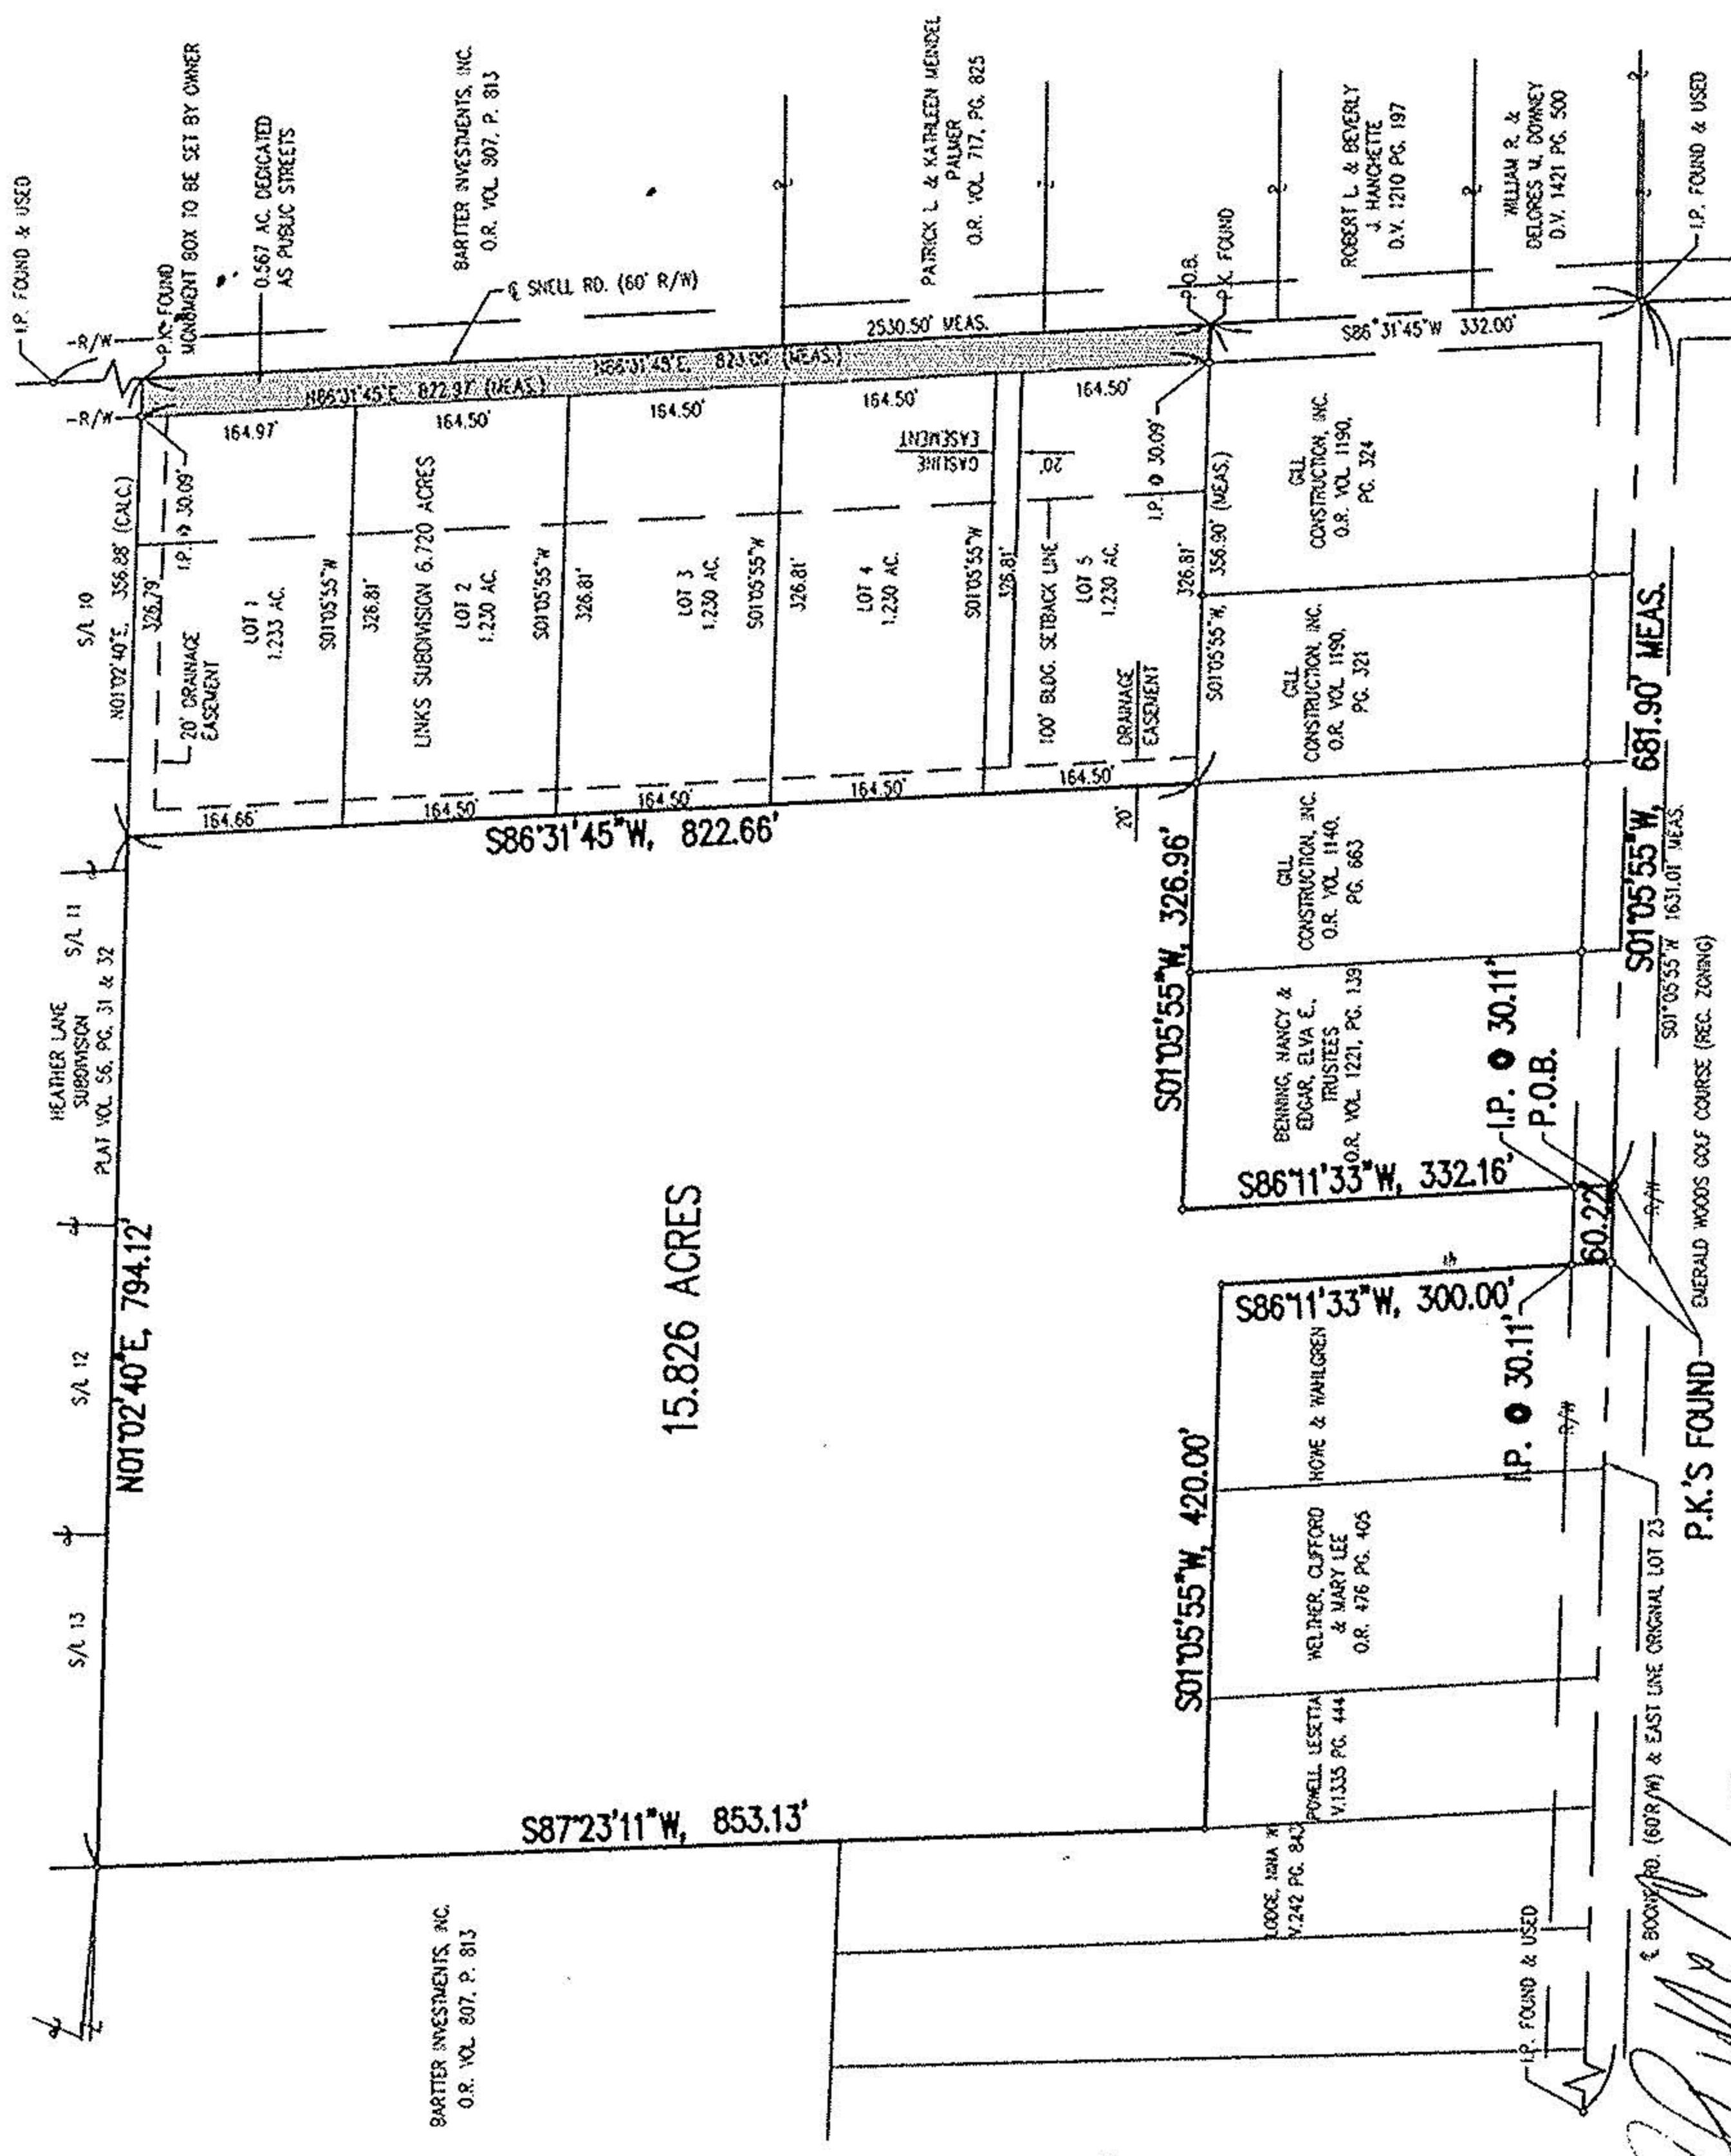 I.P. FOUND & USED
-R/W-
P.K. FOUND
MONUMENT BOX TO BE SET BY OWNER
0.567 AC. DEDICATED
AS PUBLIC STREETS
BARTTER INVESTMENTS, INC.
O.R. VOL. 807, P. 813
℄ SNELL RD. (60' R/W)
PATRICK L. & KATHLEEN MEINDEL
PALMER
O.R. VOL 717, PG. 825
P.O.B.
P.K. FOUND
ROBERT L. & BEVERLY
J. HANCHETTE
D.V. 1210 PG. 197
WILLIAM R. &
DELORES M. DOWNEY
D.V. 1421 PG. 500
I.P. FOUND & USED
2530.50' MEAS.
S86°31'45"W 332.00'
-R/W-
N86°31'45"E 822.97' (MEAS.)
N86°31'45"E, 823.00' (MEAS.)
164.97'
164.50'
164.50'
164.50'
164.50'
S/L 10
N01°02'40"E, 356.88' (CALC.)
326.79'
I.P. @ 30.09'
20' DRAINAGE
EASEMENT
LOT 1
1.233 AC.
S01°05'55"W
326.81'
LINKS SUBDIVISION 6.720 ACRES
LOT 2
1.230 AC.
S01°05'55"W
326.81'
LOT 3
1.230 AC.
S01°05'55"W
326.81'
LOT 4
1.230 AC.
GASLINE
EASEMENT
20'
S01°05'55"W
326.81'
100' BLDG. SETBACK LINE
LOT 5
1.230 AC.
I.P. @ 30.09'
DRAINAGE
EASEMENT
326.81'
S01°05'55"W, 356.90' (MEAS.)
164.66'
164.50'
164.50'
164.50'
164.50'
20'
S86°31'45"W, 822.66'
GILL
CONSTRUCTION, INC.
O.R. VOL 1190,
PG. 324
GILL
CONSTRUCTION, INC.
O.R. VOL 1190,
PG. 321
GILL
CONSTRUCTION, INC.
O.R. VOL 1140,
PG. 663
BENNING, NANCY &
EDGAR, ELVA E.,
TRUSTEES
O.R. VOL. 1221, PG. 139
S01°05'55"W, 681.90' MEAS.
S01°05'55"W 1631.01' MEAS.
HEATHER LANE
SUBDIVISION
PLAT VOL 56, PG. 31 & 32
S/L 11
S/L 12
S/L 13
N01°02'40"E, 794.12'
15.826 ACRES
S01°05'55"W, 326.96'
S86°11'33"W, 332.16'
I.P. @ 30.11"
P.O.B.
60.22'
R/W
EMERALD WOODS GOLF COURSE (REC. ZONING)
S86°11'33"W, 300.00'
I.P. @ 30.11'
R/W
P.K.'S FOUND
S01°05'55"W, 420.00'
HOWE & WAHLGREN
WELTHER, CLIFFORD
& MARY LEE
O.R. 476 PG. 405
POWELL LESETTA
V.1335 PG. 444
S87°23'11"W, 853.13'
BARTTER INVESTMENTS, INC.
O.R. VOL 807, P. 813
V.242 PG. 843
I.P. FOUND & USED
℄ BOONE RD. (60'R/W) & EAST LINE ORIGINAL LOT 23